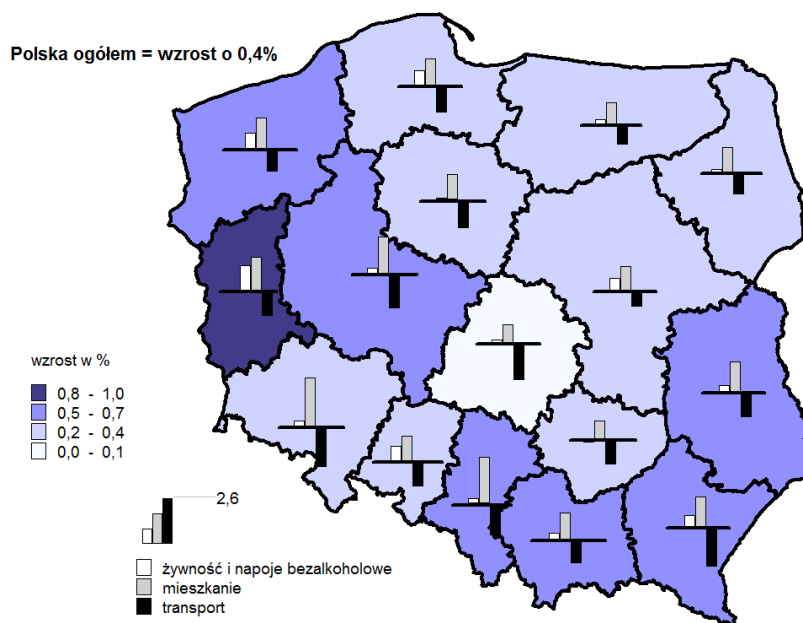 Polska ogółem = wzrost o 0,4%
wzrost w %
0,8 - 1,0
0,5 - 0,7
0,2 - 0,4
0,0 - 0,1
2,6
żywność i napoje bezalkoholowe
mieszkanie
transport